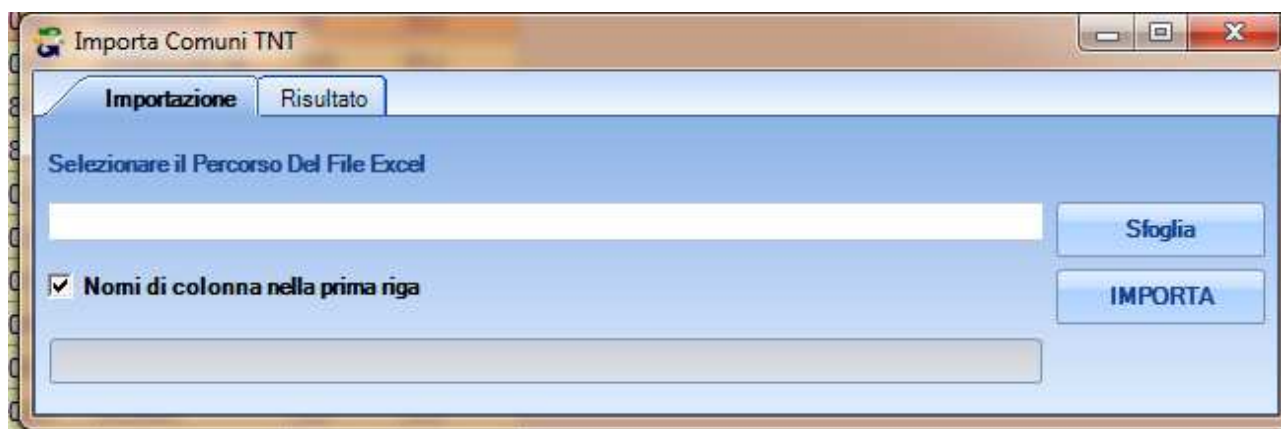 Importa Comuni TNT
Importazione Risultato
Selezionare il Percorso Del File Excel
Sfoglia
Nomi di colonna nella prima riga
IMPORTA